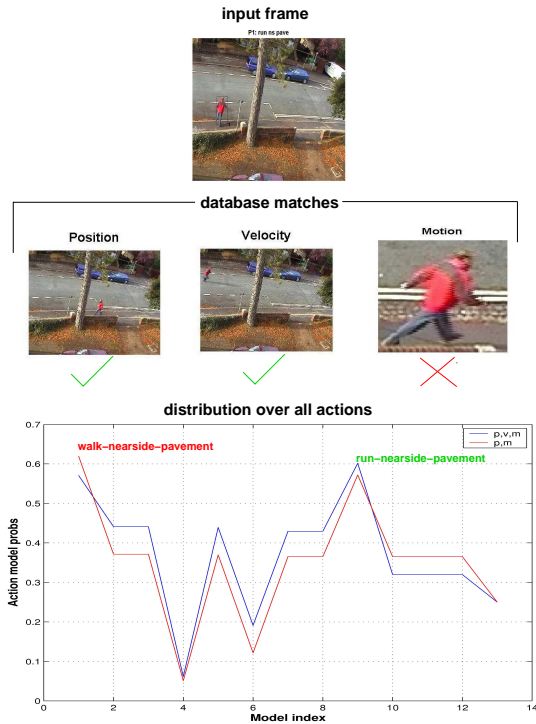 input frame
P1: run ns pave
database matches
Position
Velocity
Motion
distribution over all actions
0.7
0.6
0.5
0.4
0.3
0.2
0.1
0
Action model probs
walk-nearside-pavement
run-nearside-pavement
p,v,m
p,m
0 2 4 6 8 10 12 14
Model index